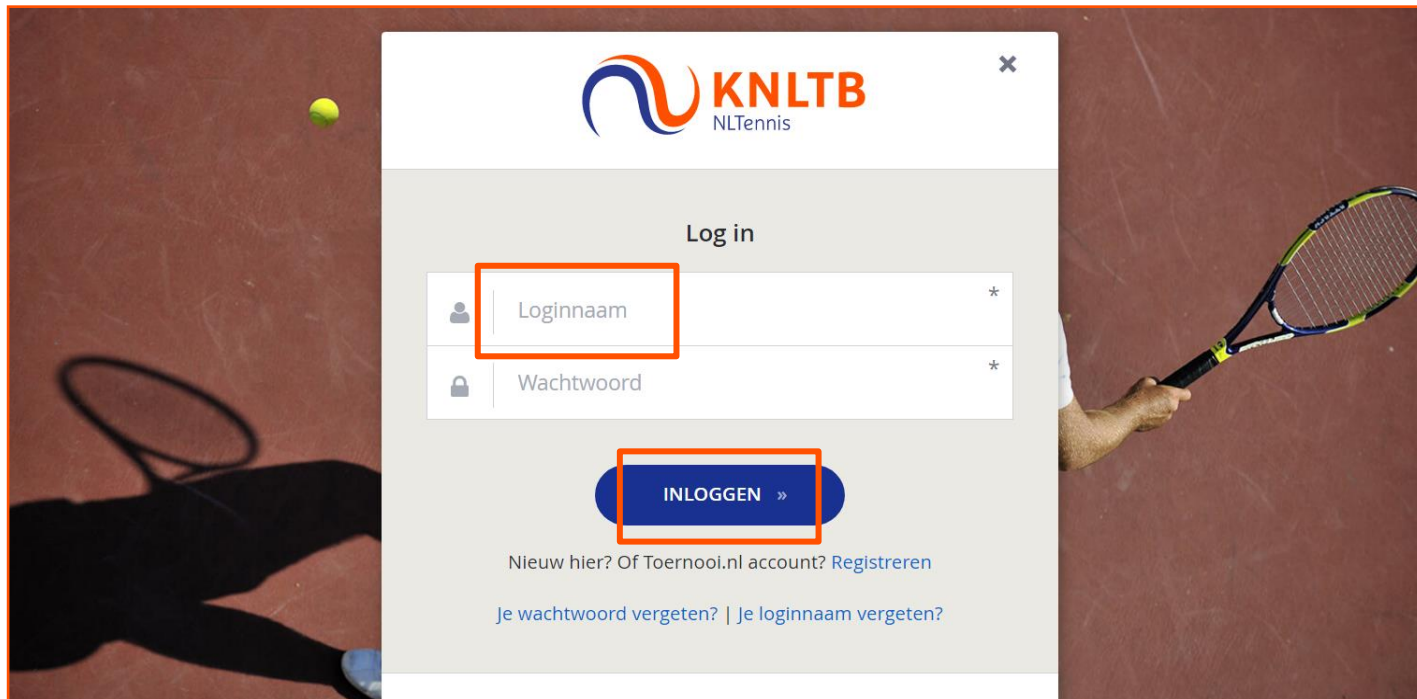 KNLTB
NLTennis
Log in
Loginnaam *
Wachtwoord *
INLOGGEN »
Nieuw hier? Of Toernooi.nl account? Registreren
Je wachtwoord vergeten? | Je loginnaam vergeten?